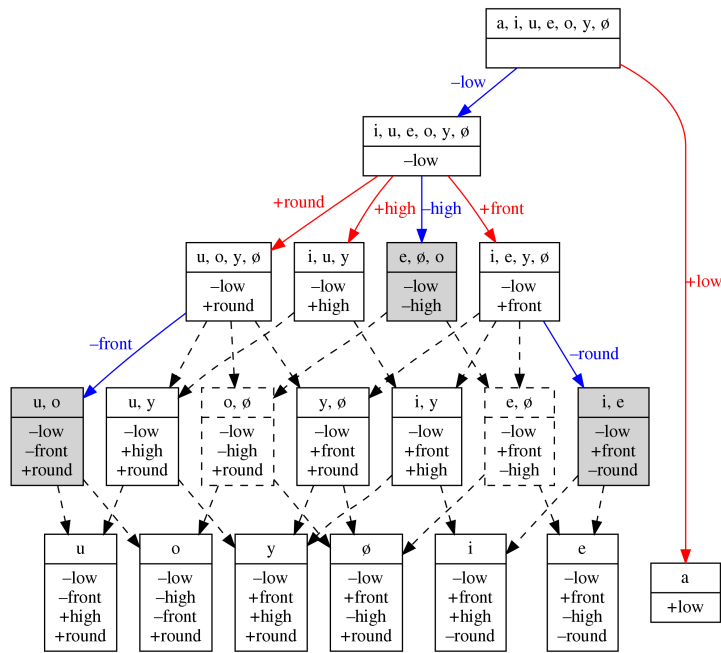 a, i, u, e, o, y, ø
–low
i, u, e, o, y, ø
–low
+round
+high
–high
+front
+low
u, o, y, ø
–low
+round
i, u, y
–low
+high
e, ø, o
–low
–high
i, e, y, ø
–low
+front
–front
–round
u, o
–low
–front
+round
u, y
–low
+high
+round
o, ø
–low
–high
+round
y, ø
–low
+front
+round
i, y
–low
+front
+high
e, ø
–low
+front
–high
i, e
–low
+front
–round
u
–low
–front
+high
+round
o
–low
–high
–front
+round
y
–low
+front
+high
+round
ø
–low
+front
–high
+round
i
–low
+front
+high
–round
e
–low
+front
–high
–round
a
+low